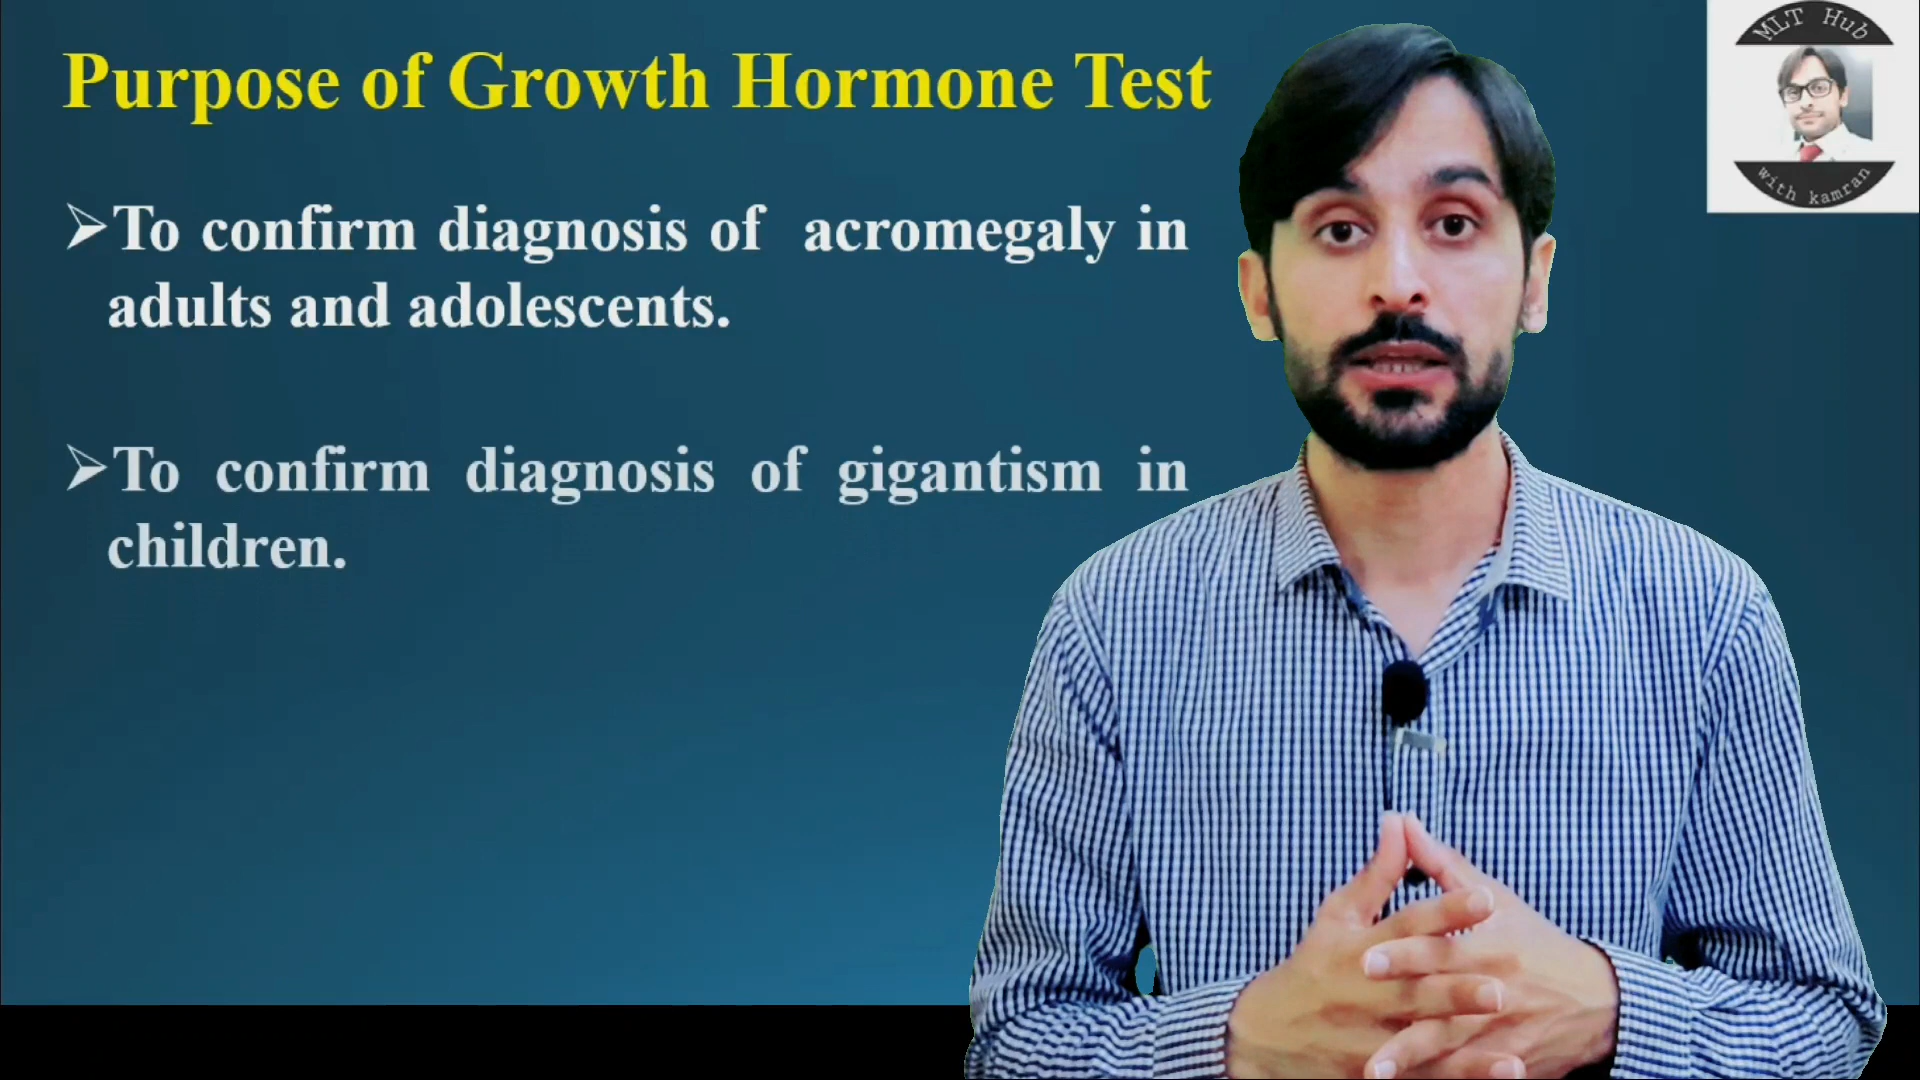 Purpose of Growth Hormone Test
➢To confirm diagnosis of acromegaly in
adults and adolescents.
➢To confirm diagnosis of gigantism in
children.
MLT Hub
with kamran